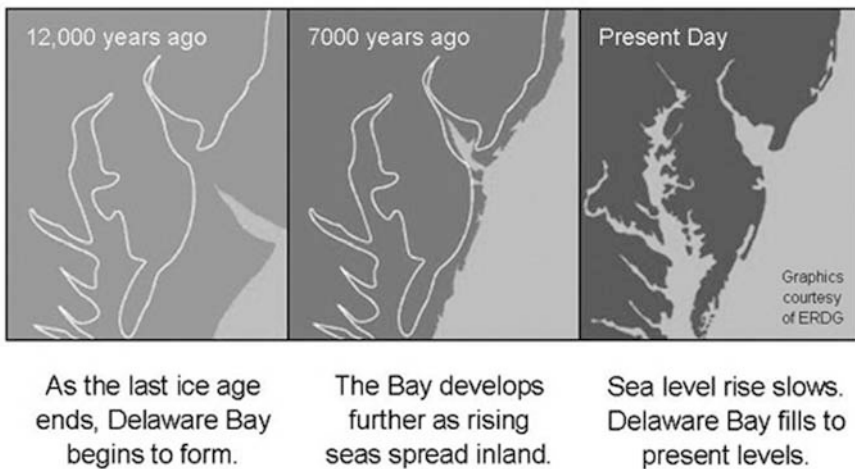 12,000 years ago
7000 years ago
Present Day
Graphics
courtesy
of ERDG
As the last ice age
ends, Delaware Bay
begins to form.
The Bay develops
further as rising
seas spread inland.
Sea level rise slows.
Delaware Bay fills to
present levels.